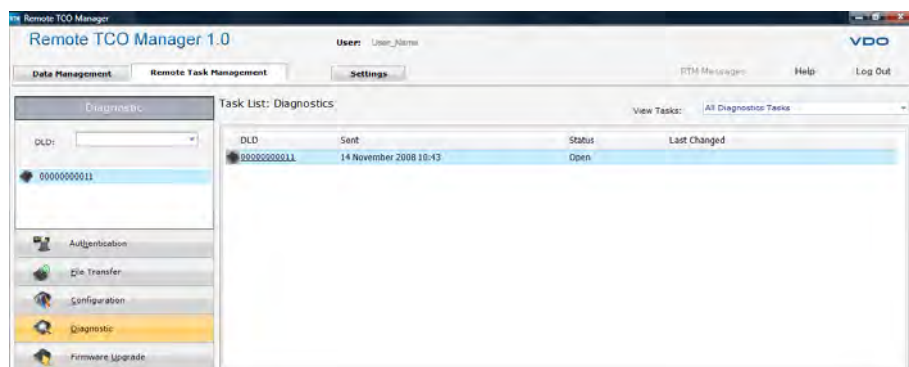 Remote TCO Manager
Remote TCO Manager 1.0 User: User_Name VDO
Data Management Remote Task Management Settings RTM Messages Help Log Out
Diagnostic Task List: Diagnostics View Tasks: All Diagnostics Tasks
DLD: DLD Sent Status Last Changed
00000000011 14 November 2008 10:43 Open
00000000011
Authentication
File Transfer
Configuration
Diagnostic
Firmware Upgrade